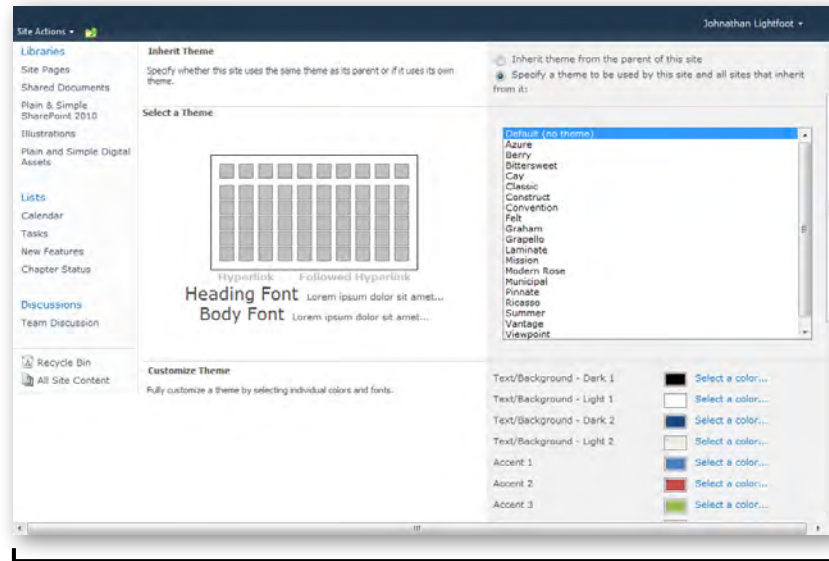 Site Actions
Johnathan Lightfoot
Libraries
Site Pages
Shared Documents
Plain & Simple
SharePoint 2010
Illustrations
Plain and Simple Digital
Assets
Lists
Calendar
Tasks
New Features
Chapter Status
Discussions
Team Discussion
Recycle Bin
All Site Content
Inherit Theme
Specify whether this site uses the same theme as its parent or if it uses its own
theme.
Inherit theme from the parent of this site
Specify a theme to be used by this site and all sites that inherit
from it:
Select a Theme
Hyperlink Followed Hyperlink
Heading Font Lorem ipsum dolor sit amet...
Body Font Lorem ipsum dolor sit amet...
Default (no theme)
Azure
Berry
Bittersweet
Cay
Classic
Construct
Convention
Felt
Graham
Grapello
Laminate
Mission
Modern Rose
Municipal
Pinnate
Ricasso
Summer
Vantage
Viewpoint
Customize Theme
Fully customize a theme by selecting individual colors and fonts.
Text/Background - Dark 1 Select a color...
Text/Background - Light 1 Select a color...
Text/Background - Dark 2 Select a color...
Text/Background - Light 2 Select a color...
Accent 1 Select a color...
Accent 2 Select a color...
Accent 3 Select a color...